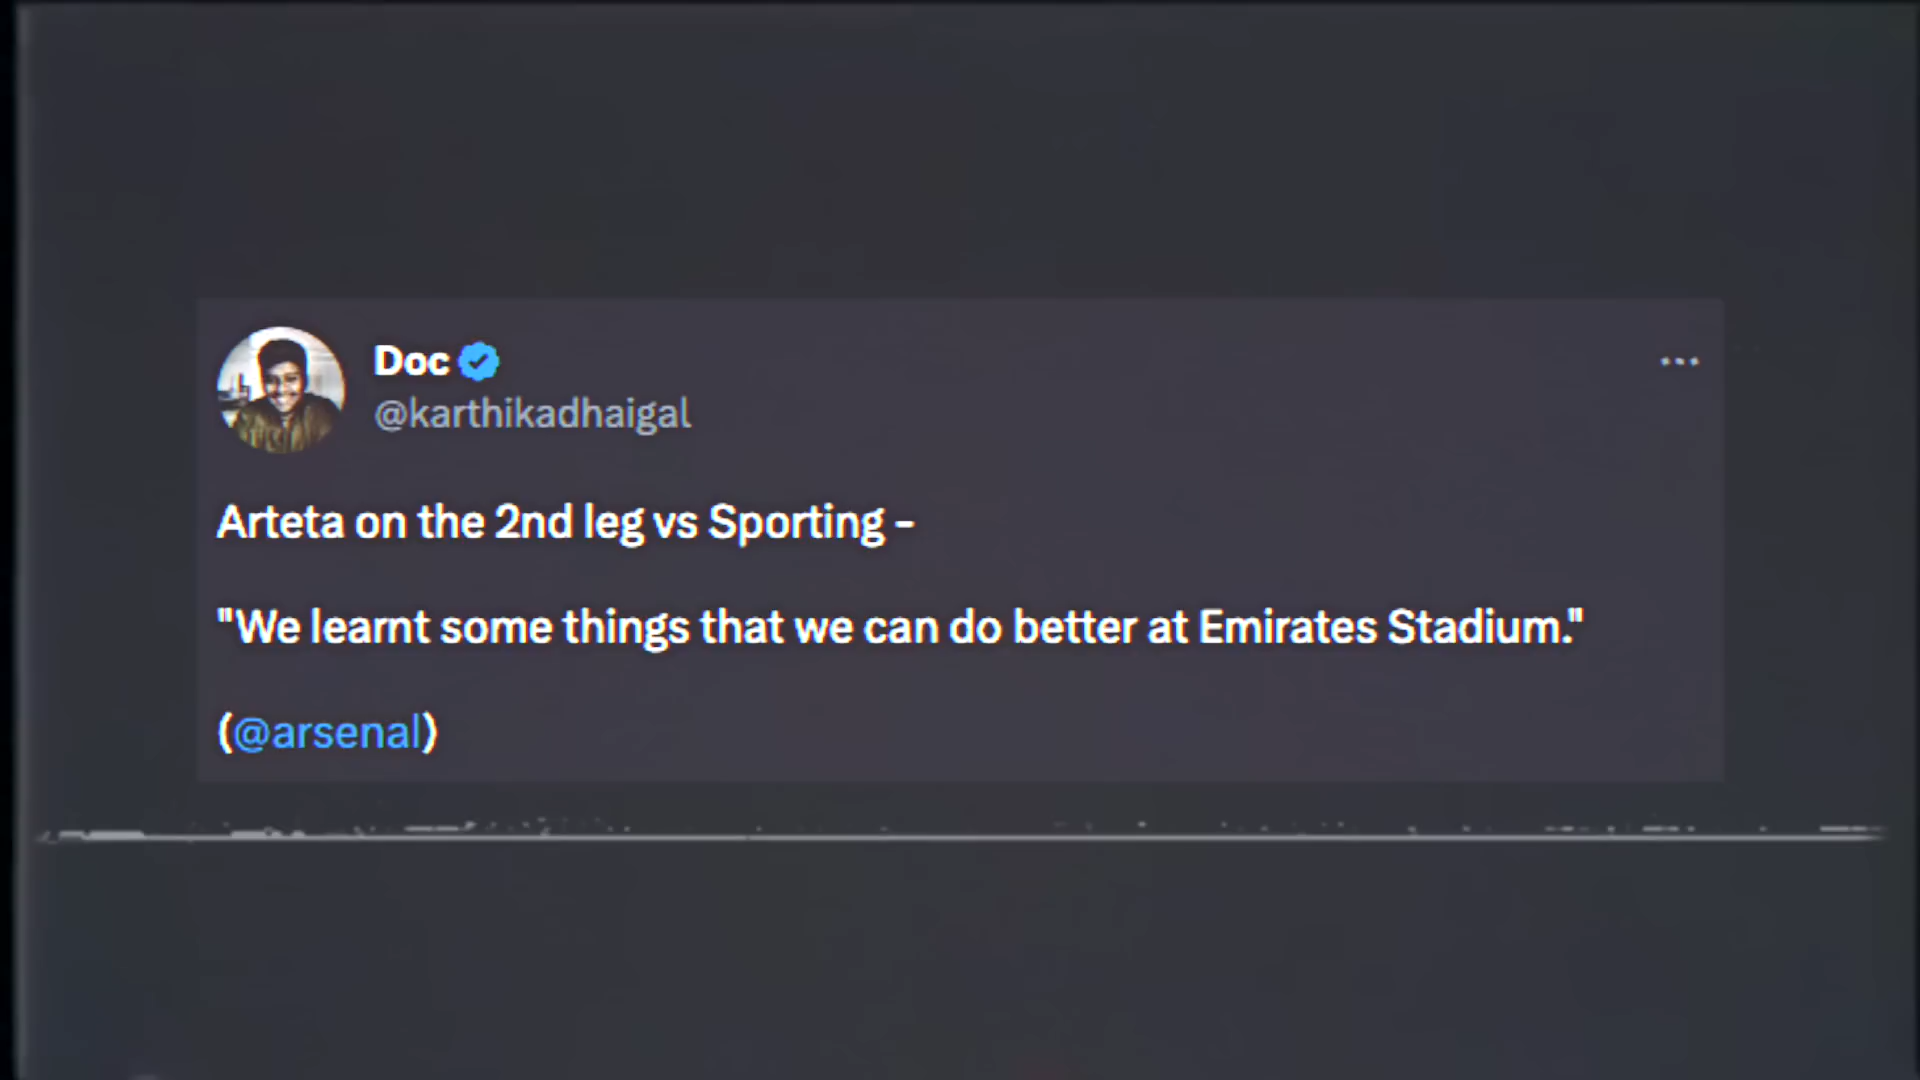 Doc
@karthikadhaigal
Arteta on the 2nd leg vs Sporting -
"We learnt some things that we can do better at Emirates Stadium."
(@arsenal)